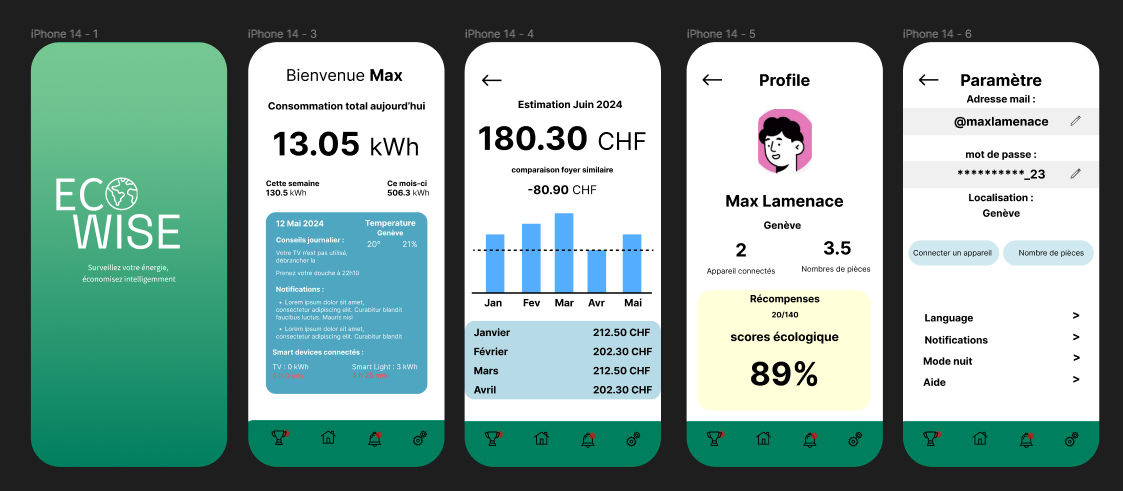 iPhone 14 - 1
ECO
WISE
Surveillez votre énergie,
économisez intelligemment
iPhone 14 - 3
Bienvenue Max
Consommation total aujourd'hui
13.05 kWh
Cette semaine
130.5 kWh
Ce mois-ci
506.3 kWh
12 Mai 2024
Temperature
Genève
20° 21%
Conseils journalier :
Votre TV n'est pas utilisé,
débrancher la
Prenez votre douche à 22h10
Notifications :
• Lorem ipsum dolor sit amet,
consectetur adipiscing elit. Curabitur blandit
faucibus luctus. Mauris nisi
• Lorem ipsum dolor sit amet,
consectetur adipiscing elit. Curabitur blandit
Smart devices connectés :
TV : 0 kWh
Smart Light : 3 kWh
iPhone 14 - 4
Estimation Juin 2024
180.30 CHF
comparaison foyer similaire
-80.90 CHF
Jan Fev Mar Avr Mai
Janvier 212.50 CHF
Février 202.30 CHF
Mars 212.50 CHF
Avril 202.30 CHF
iPhone 14 - 5
Profile
Max Lamenace
Genève
2
Appareil connectés
3.5
Nombres de pièces
Récompenses
20/140
scores écologique
89%
iPhone 14 - 6
Paramètre
Adresse mail :
@maxlamenace
mot de passe :
**********_23
Localisation :
Genève
Connecter un appareil
Nombre de pièces
Language >
Notifications >
Mode nuit >
Aide >